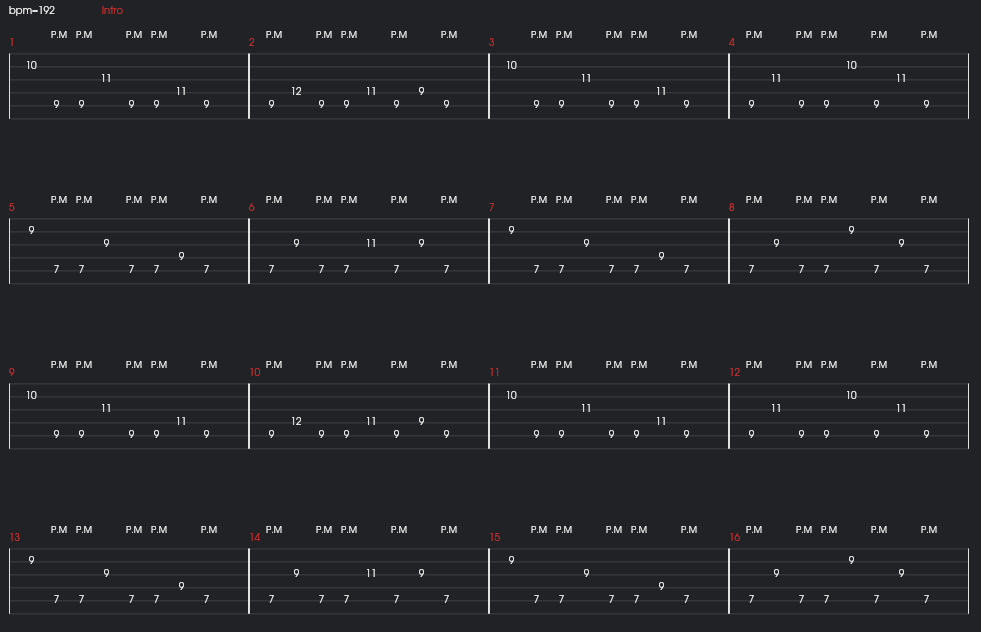 bpm=192 Intro
P.M P.M P.M P.M P.M P.M P.M P.M P.M P.M P.M P.M P.M P.M P.M P.M P.M P.M P.M P.M
1 2 3 4
10 10 10
11 11 11 11
11 12 11 9 11
9 9 9 9 9 9 9 9 9 9 9 9 9 9 9 9 9 9 9 9
P.M P.M P.M P.M P.M P.M P.M P.M P.M P.M P.M P.M P.M P.M P.M P.M P.M P.M P.M P.M
5 6 7 8
9 9 9
9 9 11 9 9 9 9
9 9
7 7 7 7 7 7 7 7 7 7 7 7 7 7 7 7 7 7 7 7
P.M P.M P.M P.M P.M P.M P.M P.M P.M P.M P.M P.M P.M P.M P.M P.M P.M P.M P.M P.M
9 10 11 12
10 10 10
11 11 11 11
11 12 11 9 11
9 9 9 9 9 9 9 9 9 9 9 9 9 9 9 9 9 9 9 9
P.M P.M P.M P.M P.M P.M P.M P.M P.M P.M P.M P.M P.M P.M P.M P.M P.M P.M P.M P.M
13 14 15 16
9 9 9
9 9 11 9 9 9 9
9 9
7 7 7 7 7 7 7 7 7 7 7 7 7 7 7 7 7 7 7 7